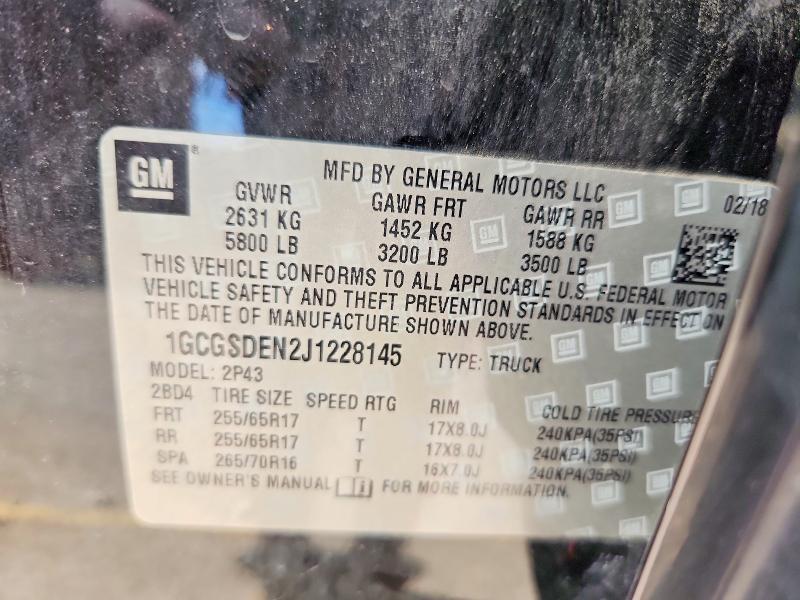 GM®
MFD BY GENERAL MOTORS LLC
02/18
GVWR GAWR FRT GAWR RR
2631 KG 1452 KG 1588 KG
5800 LB 3200 LB 3500 LB
THIS VEHICLE CONFORMS TO ALL APPLICABLE U.S. FEDERAL MOTOR
VEHICLE SAFETY AND THEFT PREVENTION STANDARDS IN EFFECT ON
THE DATE OF MANUFACTURE SHOWN ABOVE.
1GCGSDEN2J1228145 TYPE: TRUCK
MODEL: 2P43
2BD4 TIRE SIZE SPEED RTG RIM COLD TIRE PRESSURE
FRT 255/65R17 T 17X8.0J 240KPA(35PSI)
RR 255/65R17 T 17X8.0J 240KPA(35PSI)
SPA 265/70R16 T 16X7.0J 240KPA(35PSI)
SEE OWNER'S MANUAL i FOR MORE INFORMATION.